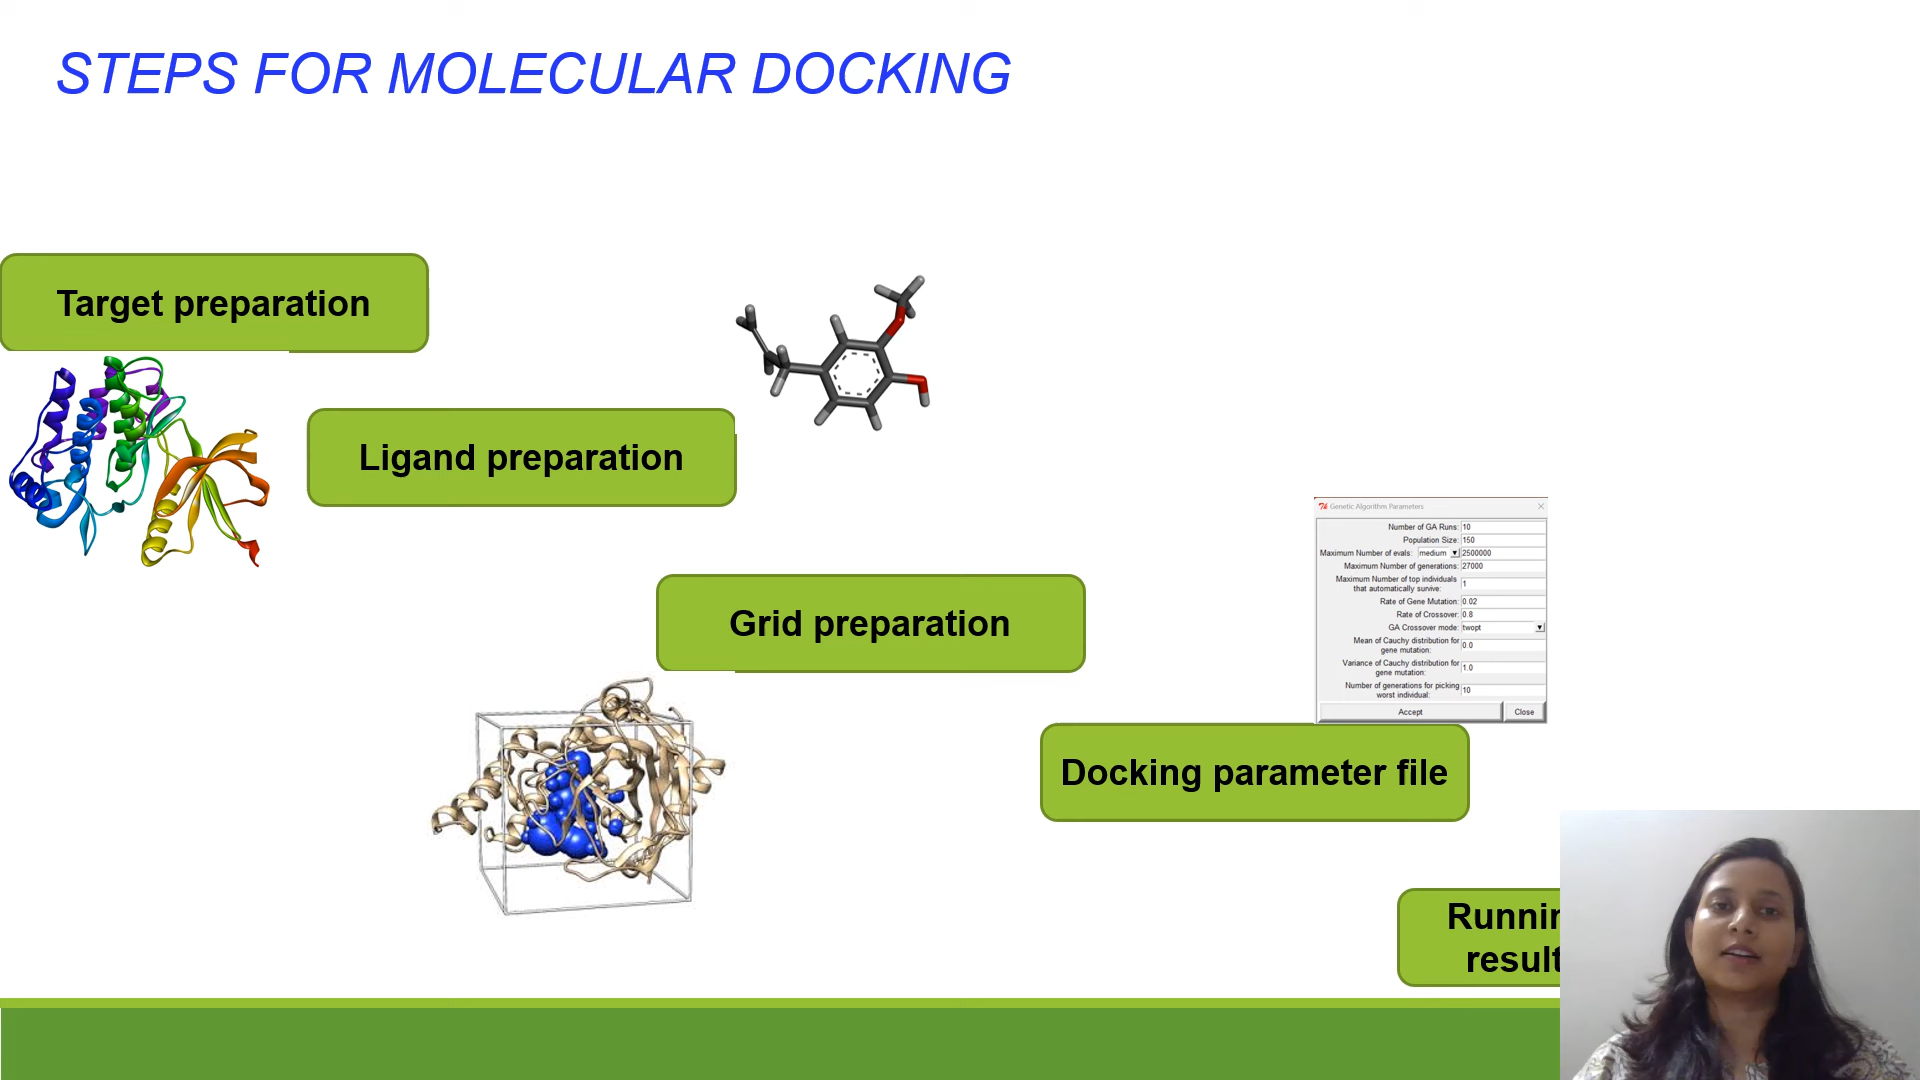 STEPS FOR MOLECULAR DOCKING
Target preparation
Ligand preparation
Grid preparation
Genetic Algorithm Parameters
Number of GA Runs: 10
Population Size: 150
Maximum Number of evals: medium 2500000
Maximum Number of generations: 27000
Maximum Number of top individuals
that automatically survive: 1
Rate of Gene Mutation: 0.02
Rate of Crossover: 0.8
GA Crossover mode: twopt
Mean of Cauchy distribution for
gene mutation: 0.0
Variance of Cauchy distribution for
gene mutation: 1.0
Number of generations for picking
worst individual: 10
Accept Close
Docking parameter file